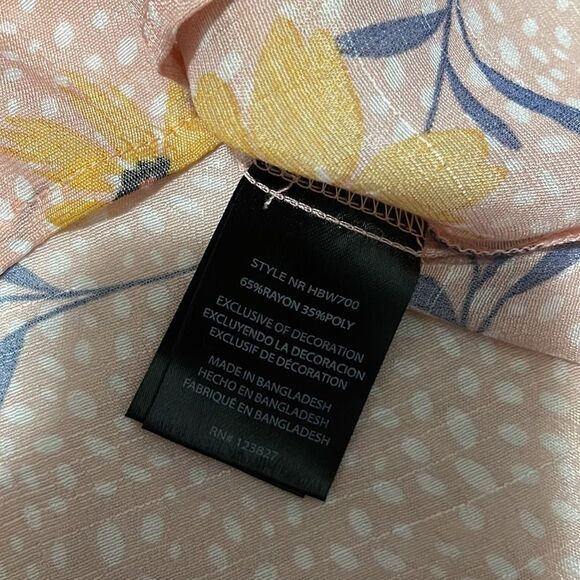 STYLE NR HBW700
65%RAYON 35%POLY
EXCLUSIVE OF DECORATION
EXCLUYENDO LA DECORACION
EXCLUSIF DE DÉCORATION
MADE IN BANGLADESH
HECHO EN BANGLADESH
FABRIQUÉ EN BANGLADESH
RN# 123827